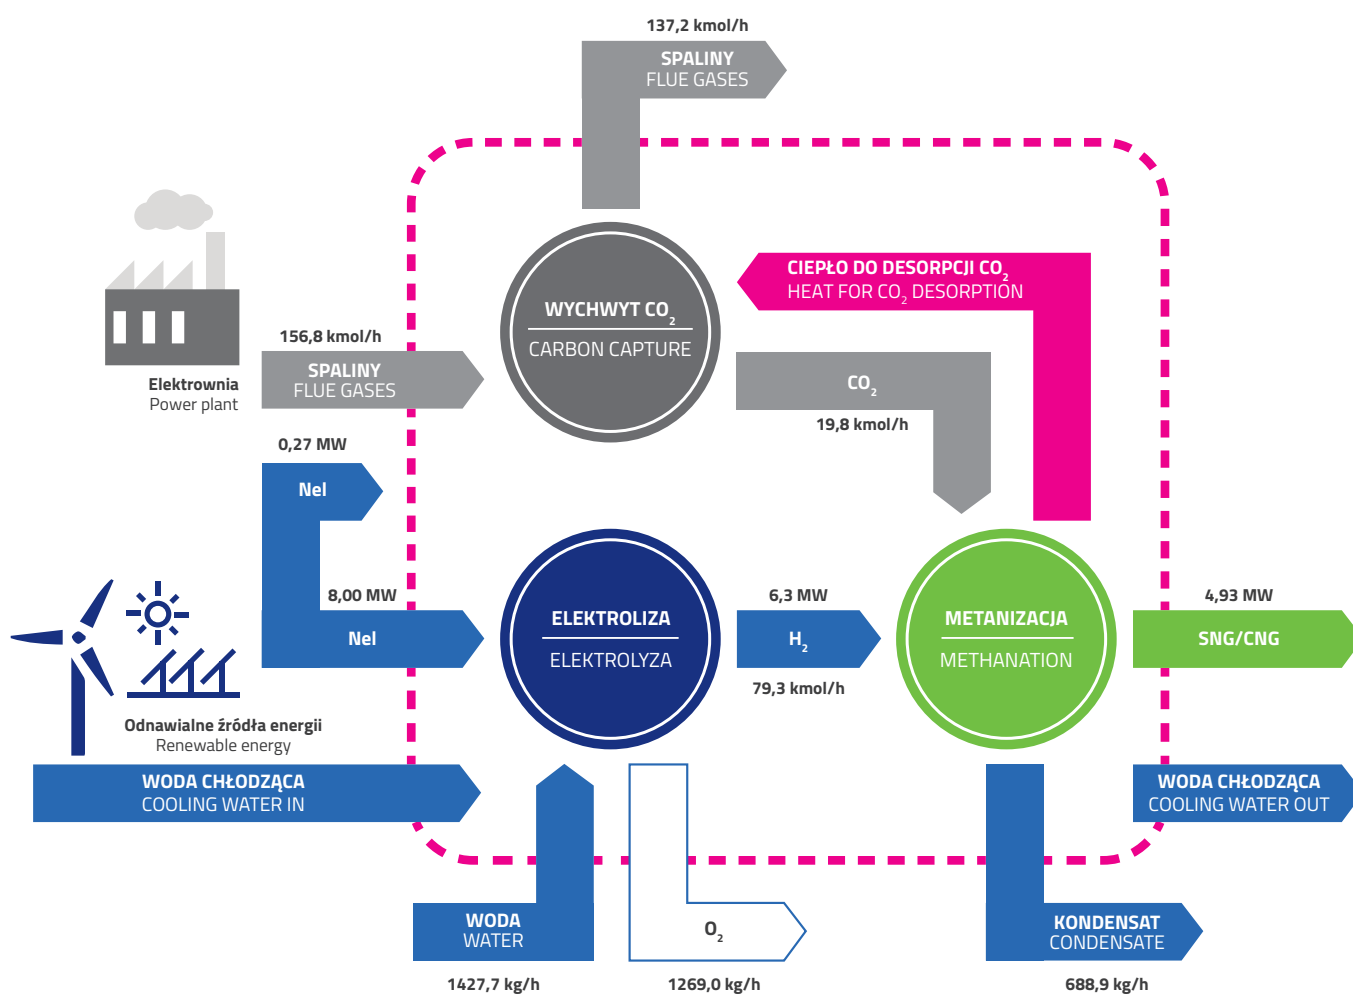 137,2 kmol/h
SPALINY
FLUE GASES
CIEPŁO DO DESORPCJI CO₂
HEAT FOR CO₂ DESORPTION
WYCHWYT CO₂
CARBON CAPTURE
156,8 kmol/h
SPALINY
FLUE GASES
Elektrownia
Power plant
CO₂
19,8 kmol/h
0,27 MW
Nel
8,00 MW
Nel
ELEKTROLIZA
ELEKTROLYZA
6,3 MW
H₂
79,3 kmol/h
METANIZACJA
METHANATION
4,93 MW
SNG/CNG
Odnawialne źródła energii
Renewable energy
WODA CHŁODZĄCA
COOLING WATER IN
WODA CHŁODZĄCA
COOLING WATER OUT
WODA
WATER
1427,7 kg/h
O₂
1269,0 kg/h
KONDENSAT
CONDENSATE
688,9 kg/h